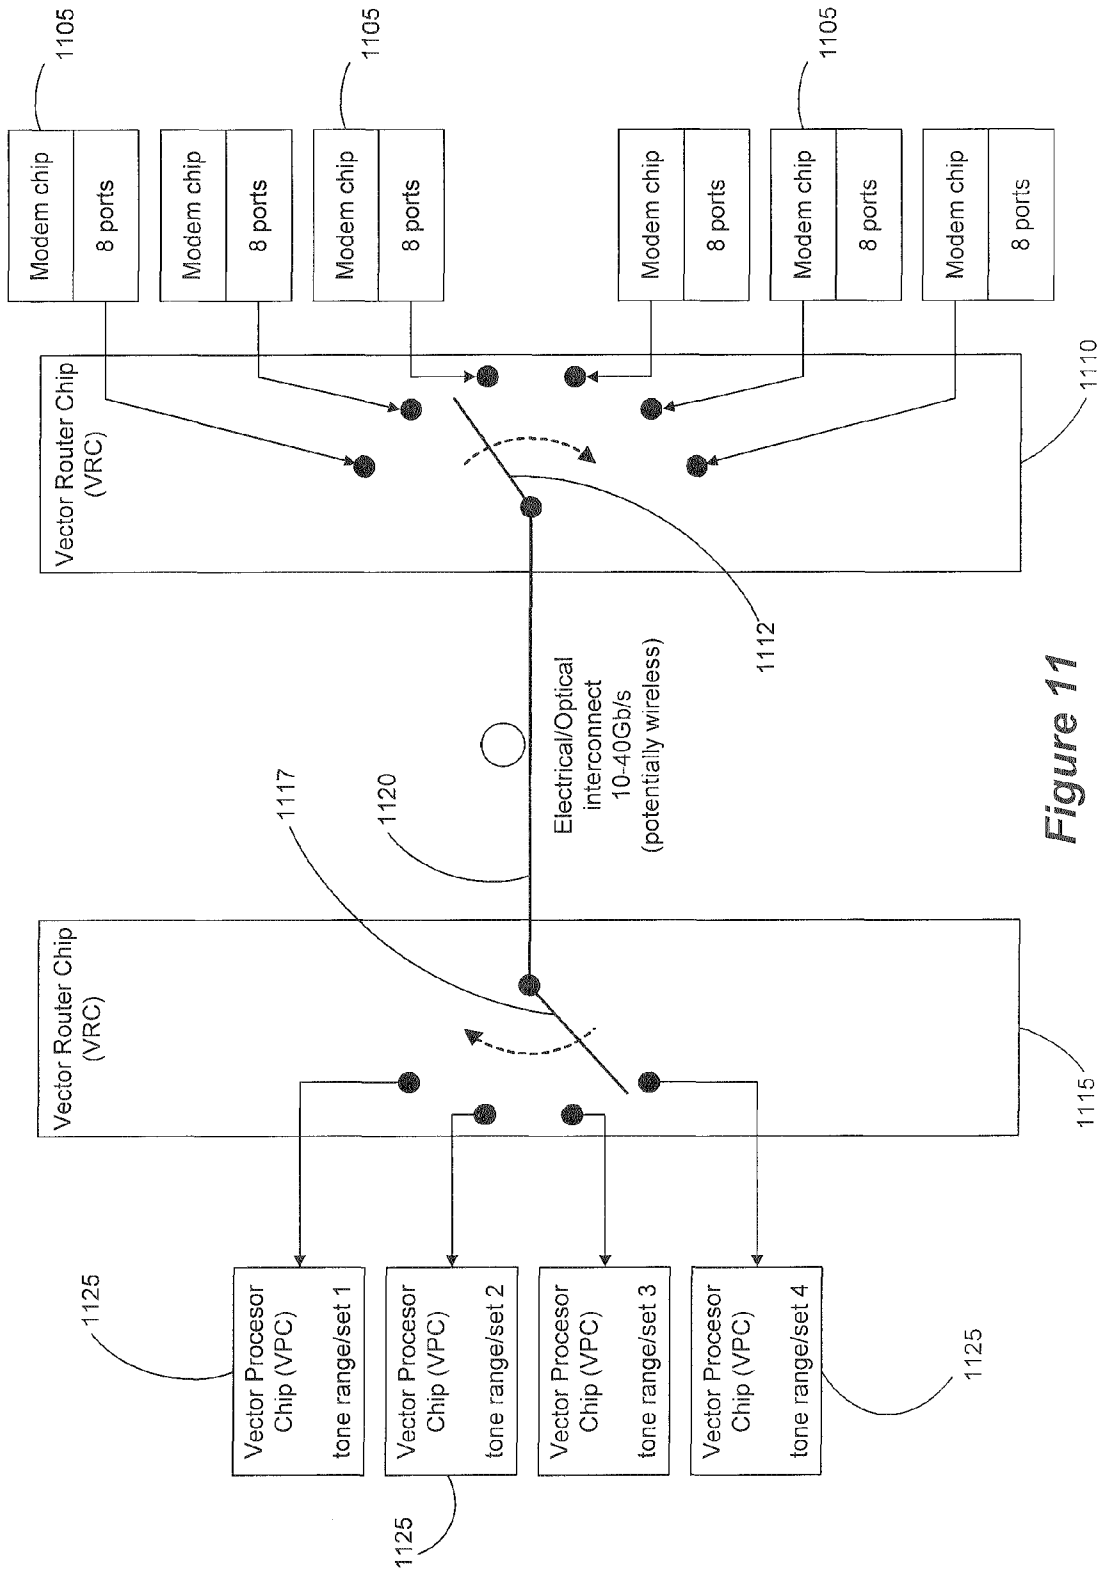 1125
Vector Procesor
Chip (VPC)
tone range/set 1
1125
Vector Procesor
Chip (VPC)
tone range/set 2
Vector Procesor
Chip (VPC)
tone range/set 3
Vector Procesor
Chip (VPC)
tone range/set 4
1125
Vector Router Chip
(VRC)
1117
1115
1120
Electrical/Optical
interconnect
10-40Gb/s
(potentially wireless)
Vector Router Chip
(VRC)
1112
1110
Modem chip
8 ports
1105
Modem chip
8 ports
Modem chip
8 ports
1105
Modem chip
8 ports
Modem chip
8 ports
1105
Modem chip
8 ports
Figure 11